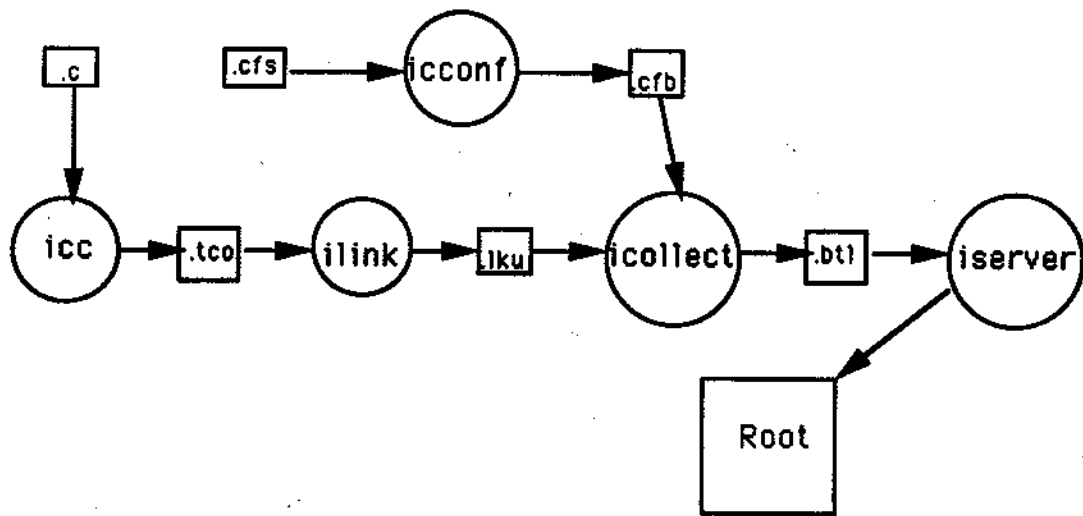 .c
.cfs
icconf
.cfb
icc
.tco
ilink
.lku
icollect
.btl
iserver
Root